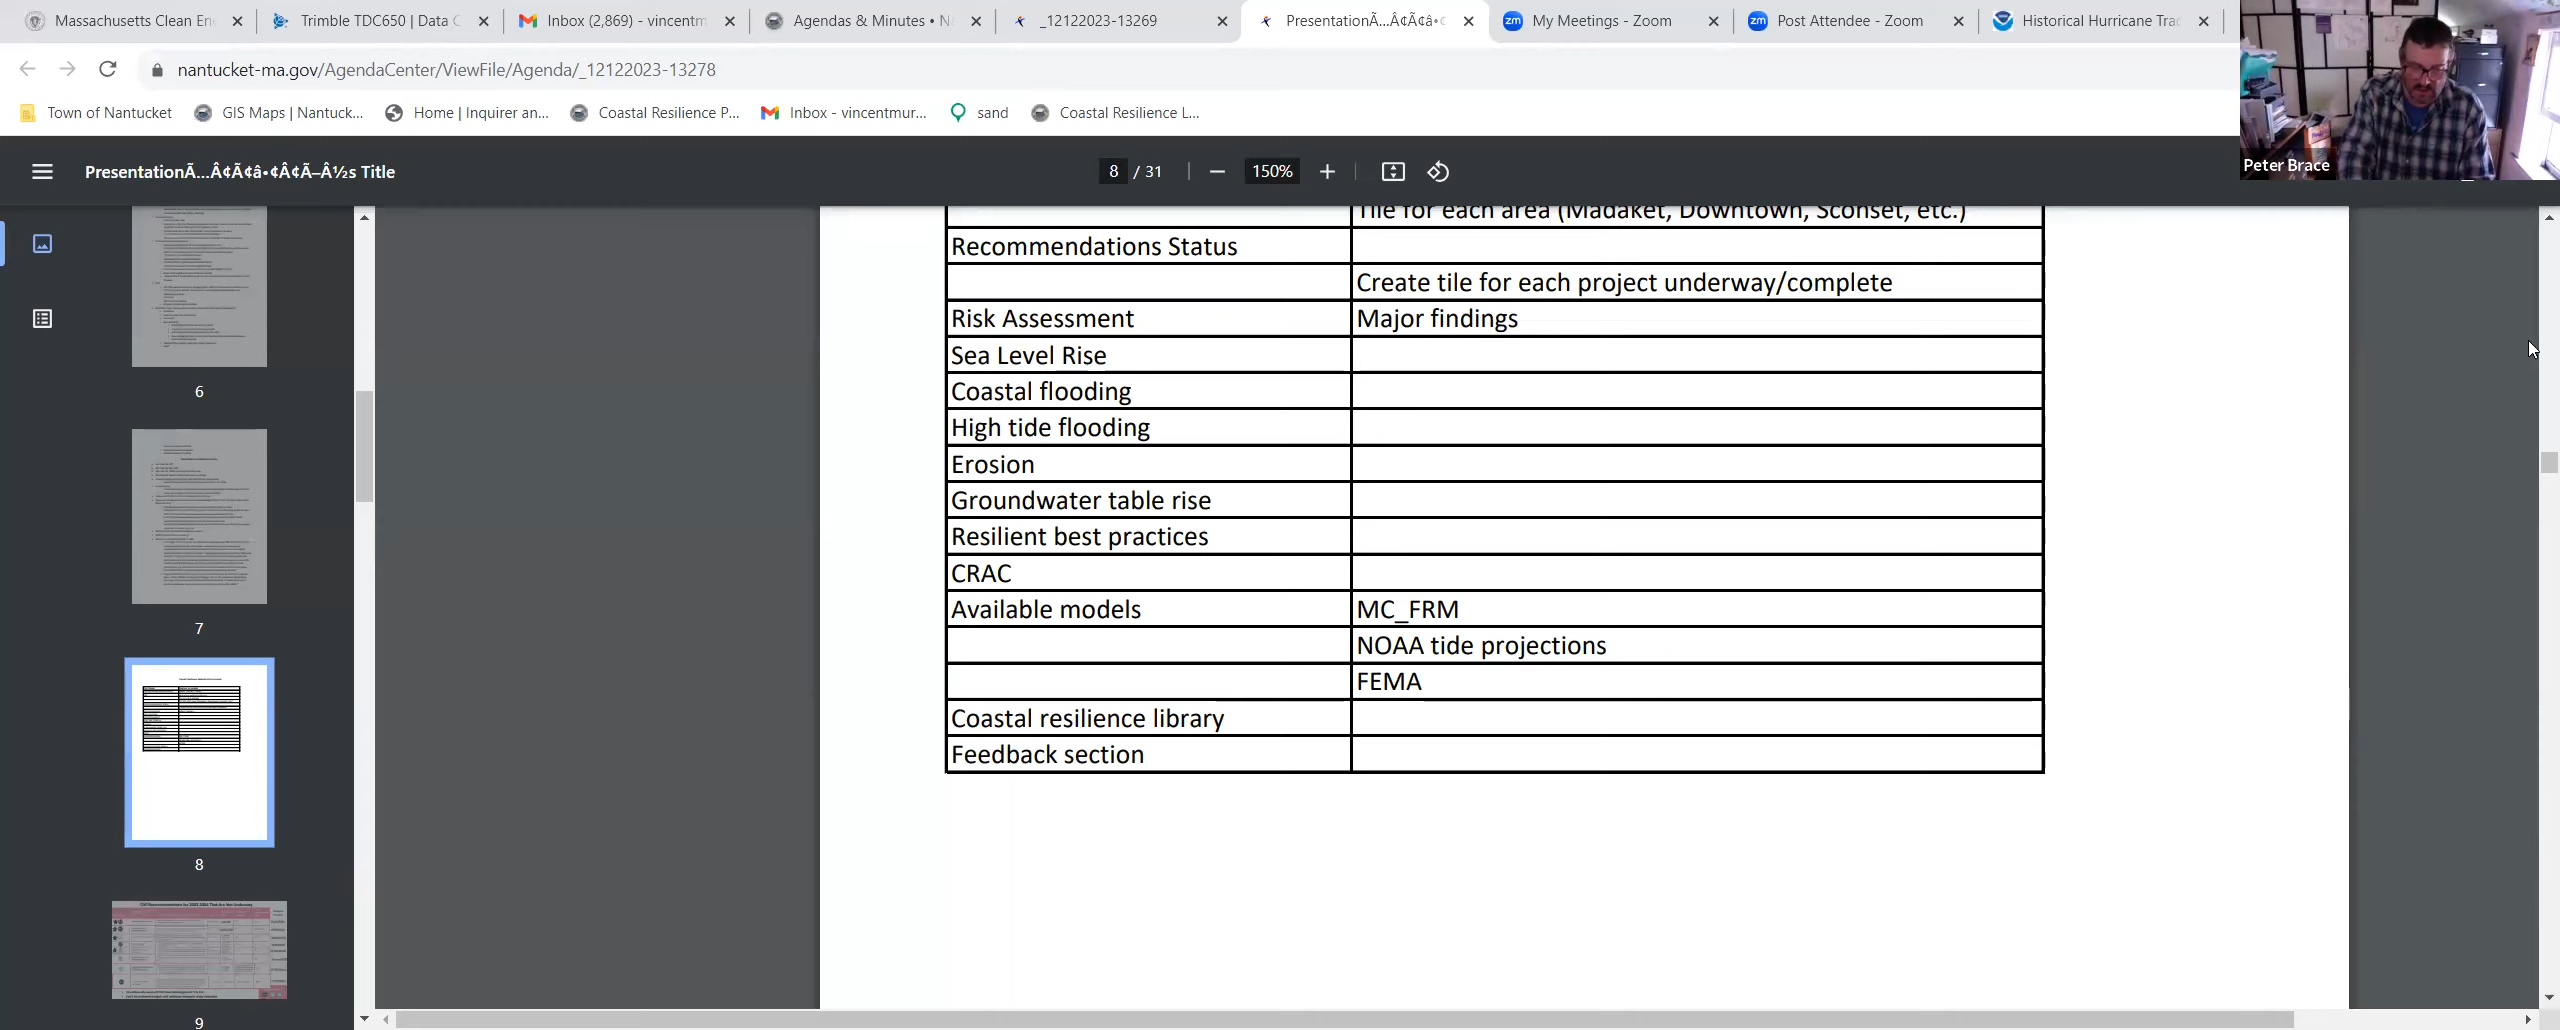 Massachusetts Clean En
Trimble TDC650 | Data C
Inbox (2,869) - vincentm
Agendas & Minutes • N
_12122023-13269
PresentationÃ...Â¢Ã¢â•¢
My Meetings - Zoom
Post Attendee - Zoom
Historical Hurricane Trac
nantucket-ma.gov/AgendaCenter/ViewFile/Agenda/_12122023-13278
Town of Nantucket
GIS Maps | Nantuck...
Home | Inquirer an...
Coastal Resilience P...
Inbox - vincentmur...
sand
Coastal Resilience L...
Peter Brace
PresentationÃ...Â¢Ã¢â•¢Â¢Ã–Â½s Title
8 / 31
150%
Tile for each area (Madaket, Downtown, Sconset, etc.)
Recommendations Status
Create tile for each project underway/complete
Risk Assessment Major findings
Sea Level Rise
Coastal flooding
High tide flooding
Erosion
Groundwater table rise
Resilient best practices
CRAC
Available models MC_FRM
NOAA tide projections
FEMA
Coastal resilience library
Feedback section
6
7
8
9